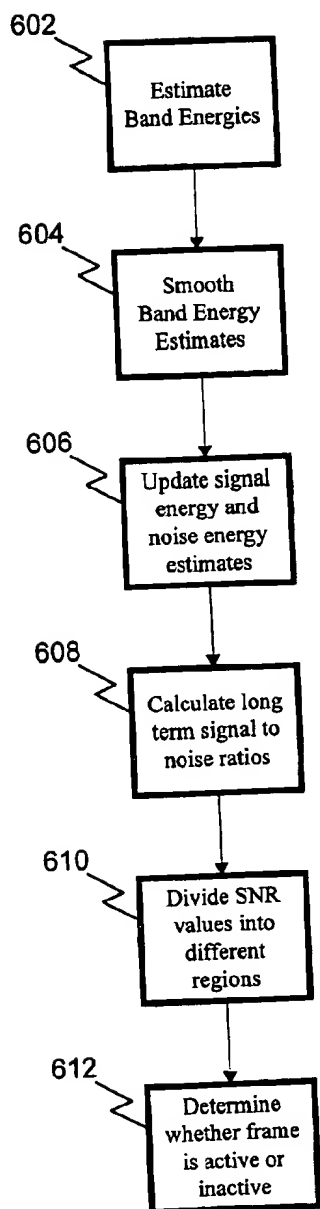 602
Estimate
Band Energies
604
Smooth
Band Energy
Estimates
606
Update signal
energy and
noise energy
estimates
608
Calculate long
term signal to
noise ratios
610
Divide SNR
values into
different
regions
612
Determine
whether frame
is active or
inactive